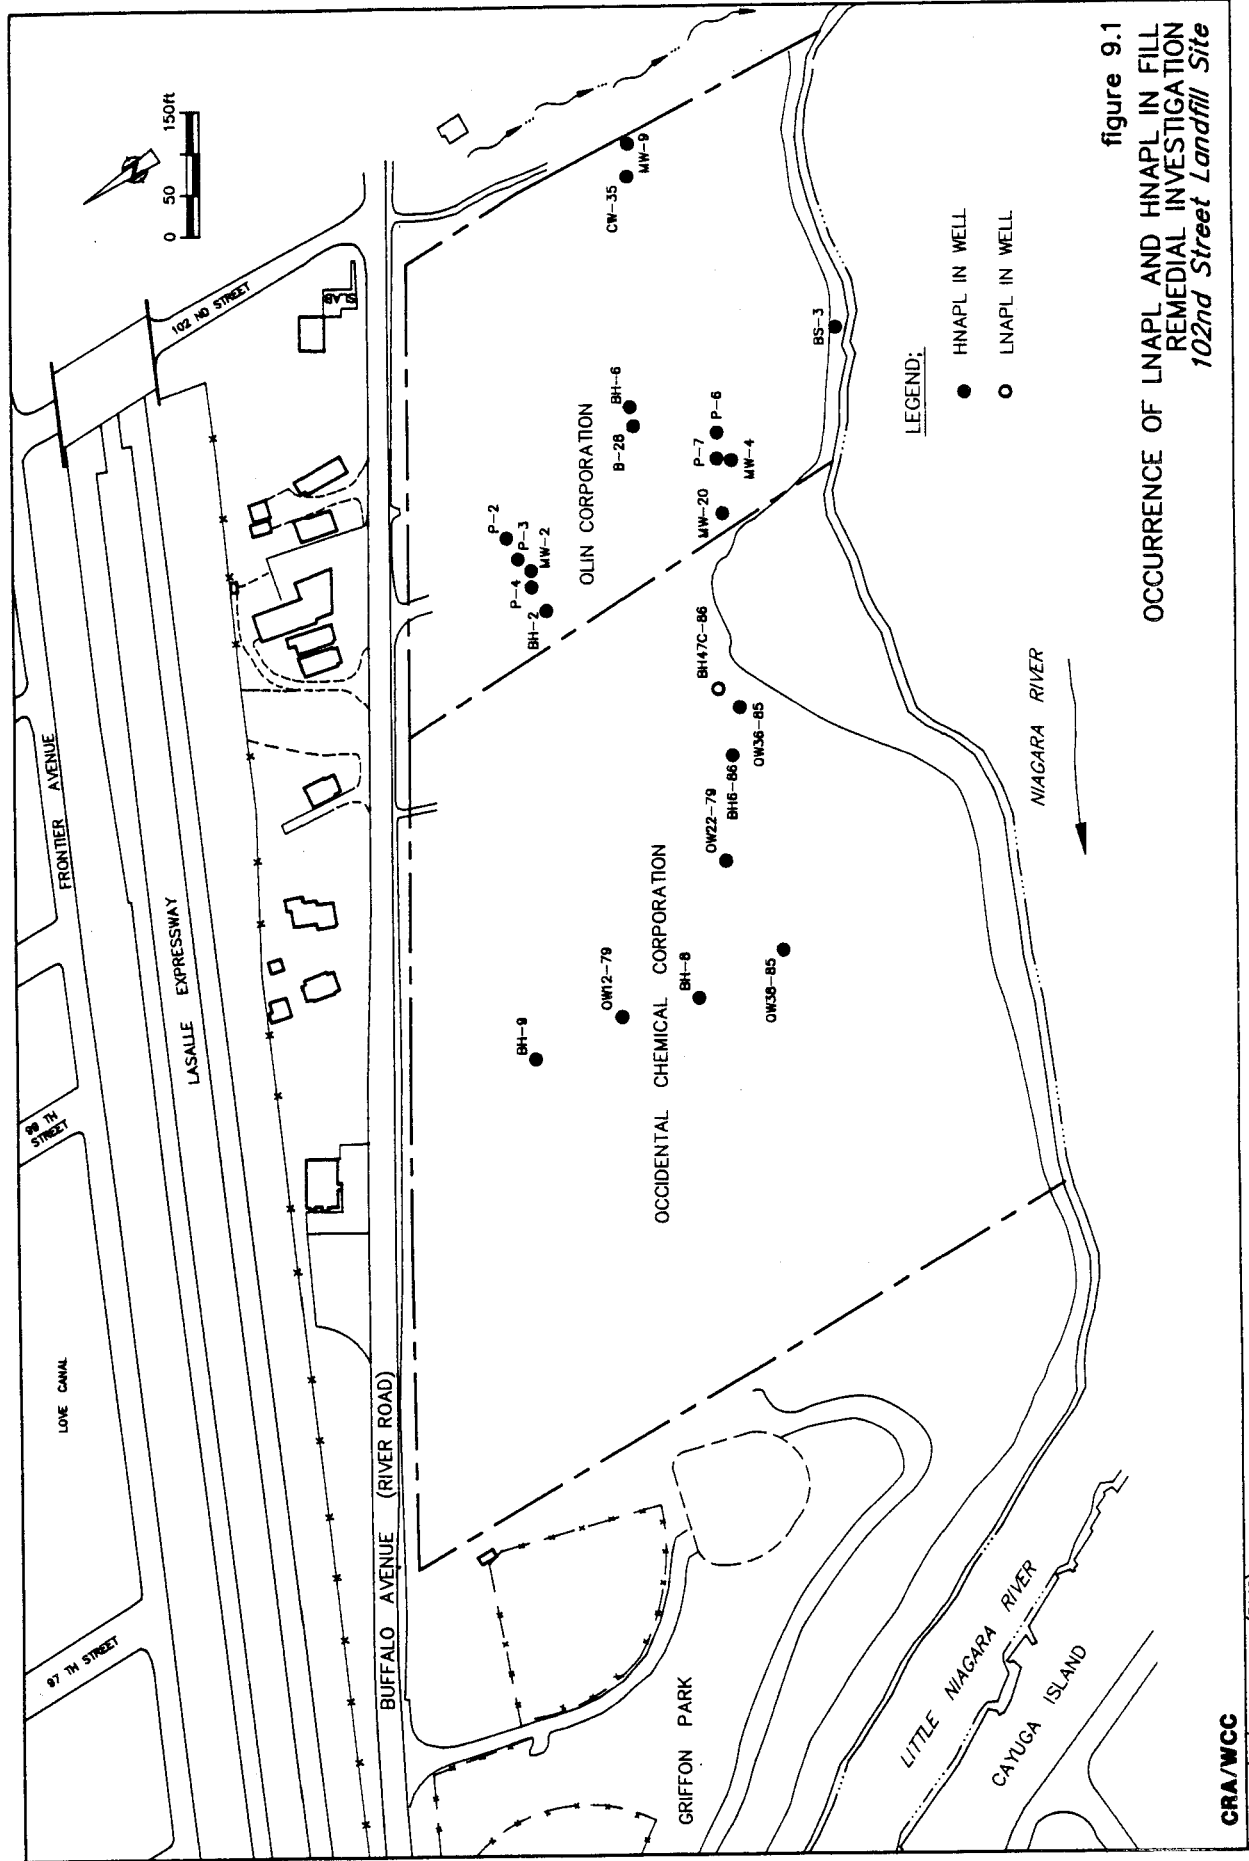 figure 9.1
OCCURRENCE OF LNAPL AND HNAPL IN FILL
REMEDIAL INVESTIGATION
102nd Street Landfill Site
LEGEND:
HNAPL IN WELL
LNAPL IN WELL
0 50 150ft
FRONTIER AVENUE
LASALLE EXPRESSWAY
LOVE CANAL
97 TH STREET
99 TH
STREET
102 ND STREET
BUFFALO AVENUE (RIVER ROAD)
OLIN CORPORATION
OCCIDENTAL CHEMICAL CORPORATION
GRIFFON PARK
NIAGARA RIVER
LITTLE NIAGARA RIVER
CAYUGA ISLAND
CW-35
MW-9
BS-3
BH-6
B-26
P-6
P-7
MW-4
MW-20
P-2
P-3
MW-2
P-4
BH-2
BH47C-86
OW36-85
BH6-86
OW22-79
OW38-85
BH-8
OW12-79
BH-9
CRA/WCC